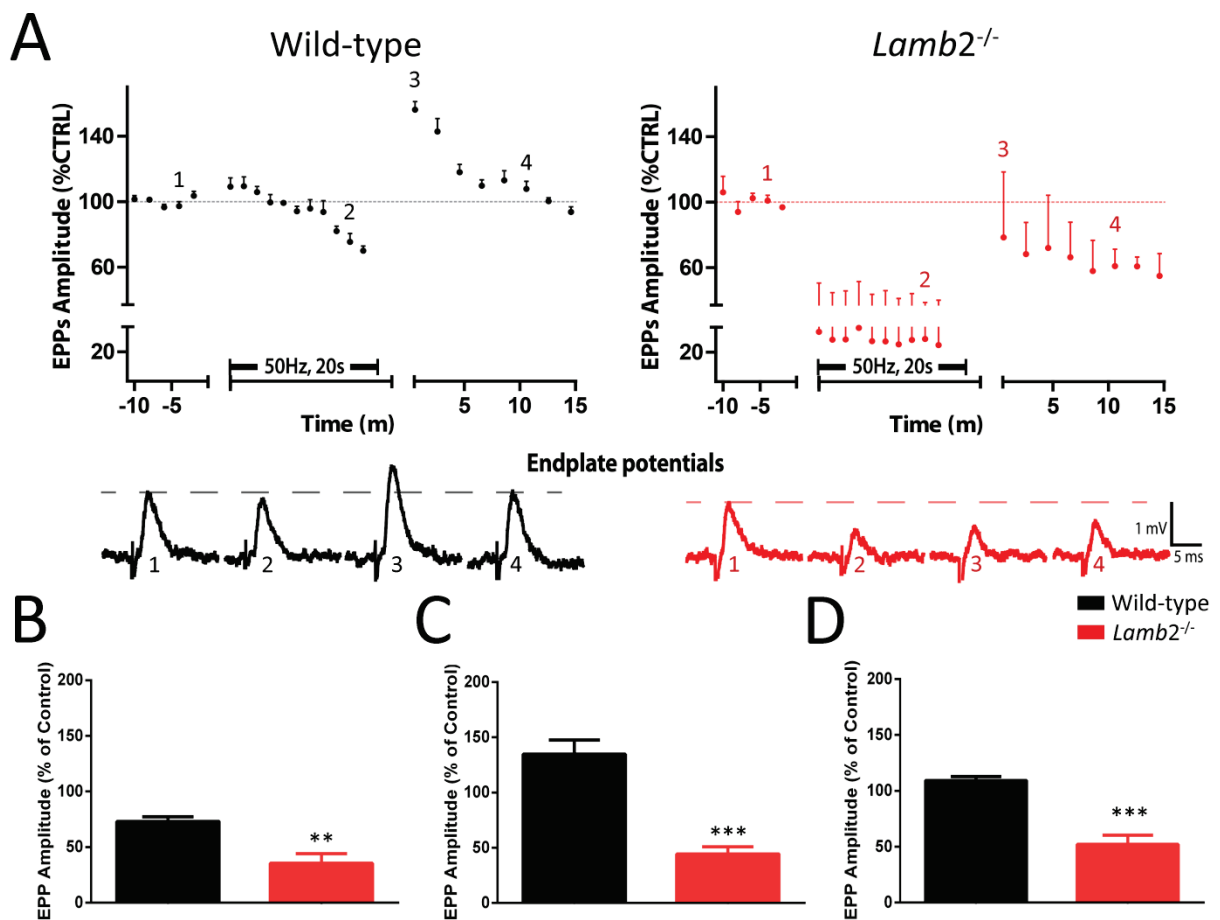 A
Wild-type
Lamb2-/-
EPPs Amplitude (%CTRL)
140
100
60
20
1
2
3
4
50Hz, 20s
-10
-5
5
10
15
Time (m)
EPPs Amplitude (%CTRL)
140
100
60
20
1
2
3
4
50Hz, 20s
-10
-5
5
10
15
Time (m)
Endplate potentials
1
2
3
4
1
2
3
4
1 mV
5 ms
Wild-type
Lamb2-/-
B
EPP Amplitude (% of Control)
200
150
100
50
0
**
C
EPP Amplitude (% of Control)
200
150
100
50
0
***
D
EPP Amplitude (% of Control)
200
150
100
50
0
***